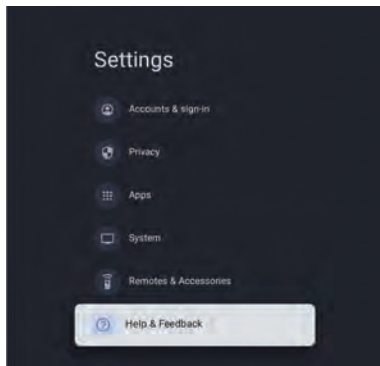 Settings
Accounts & sign-in
Privacy
Apps
System
Remotes & Accessories
Help & Feedback